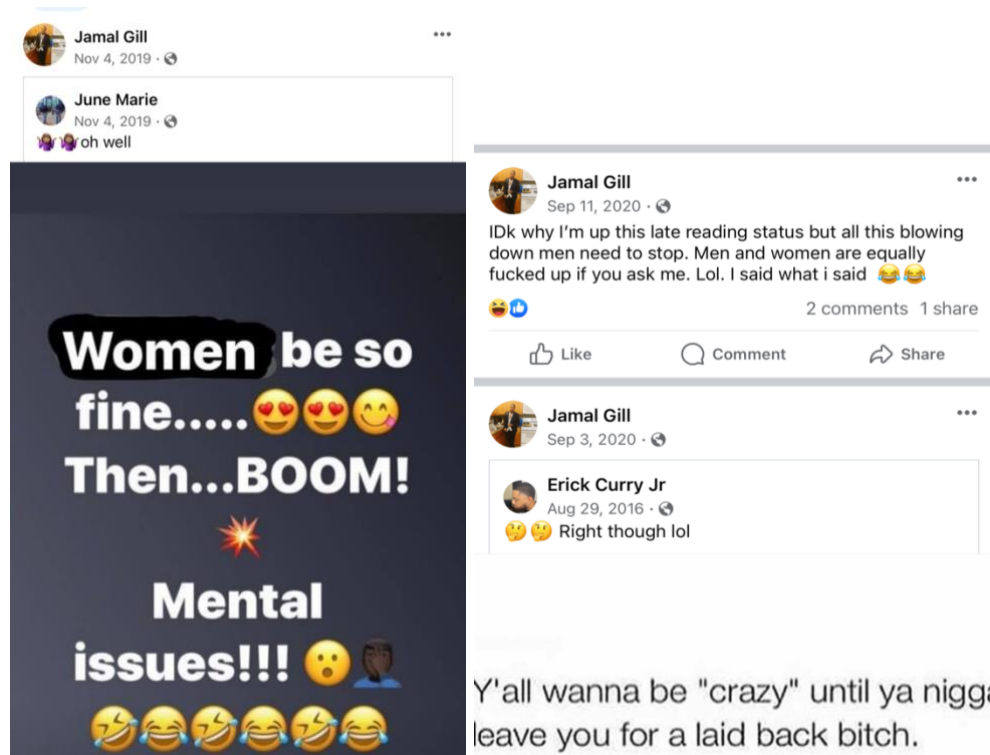 Jamal Gill
Nov 4, 2019 ·
June Marie
Nov 4, 2019 ·
🤷🏾‍♀️🤷🏾‍♀️oh well
Women be so
fine.....😍😍😋
Then...BOOM!
💥
Mental
issues!!! 😮🤦🏿‍♂️
🤣😂🤣😂🤣😂
Jamal Gill
Sep 11, 2020 ·
IDk why I'm up this late reading status but all this blowing
down men need to stop. Men and women are equally
fucked up if you ask me. Lol. I said what i said 😂😂
2 comments 1 share
Like Comment Share
Jamal Gill
Sep 3, 2020 ·
Erick Curry Jr
Aug 29, 2016 ·
🤔🤔 Right though lol
Y'all wanna be "crazy" until ya nigga
leave you for a laid back bitch.